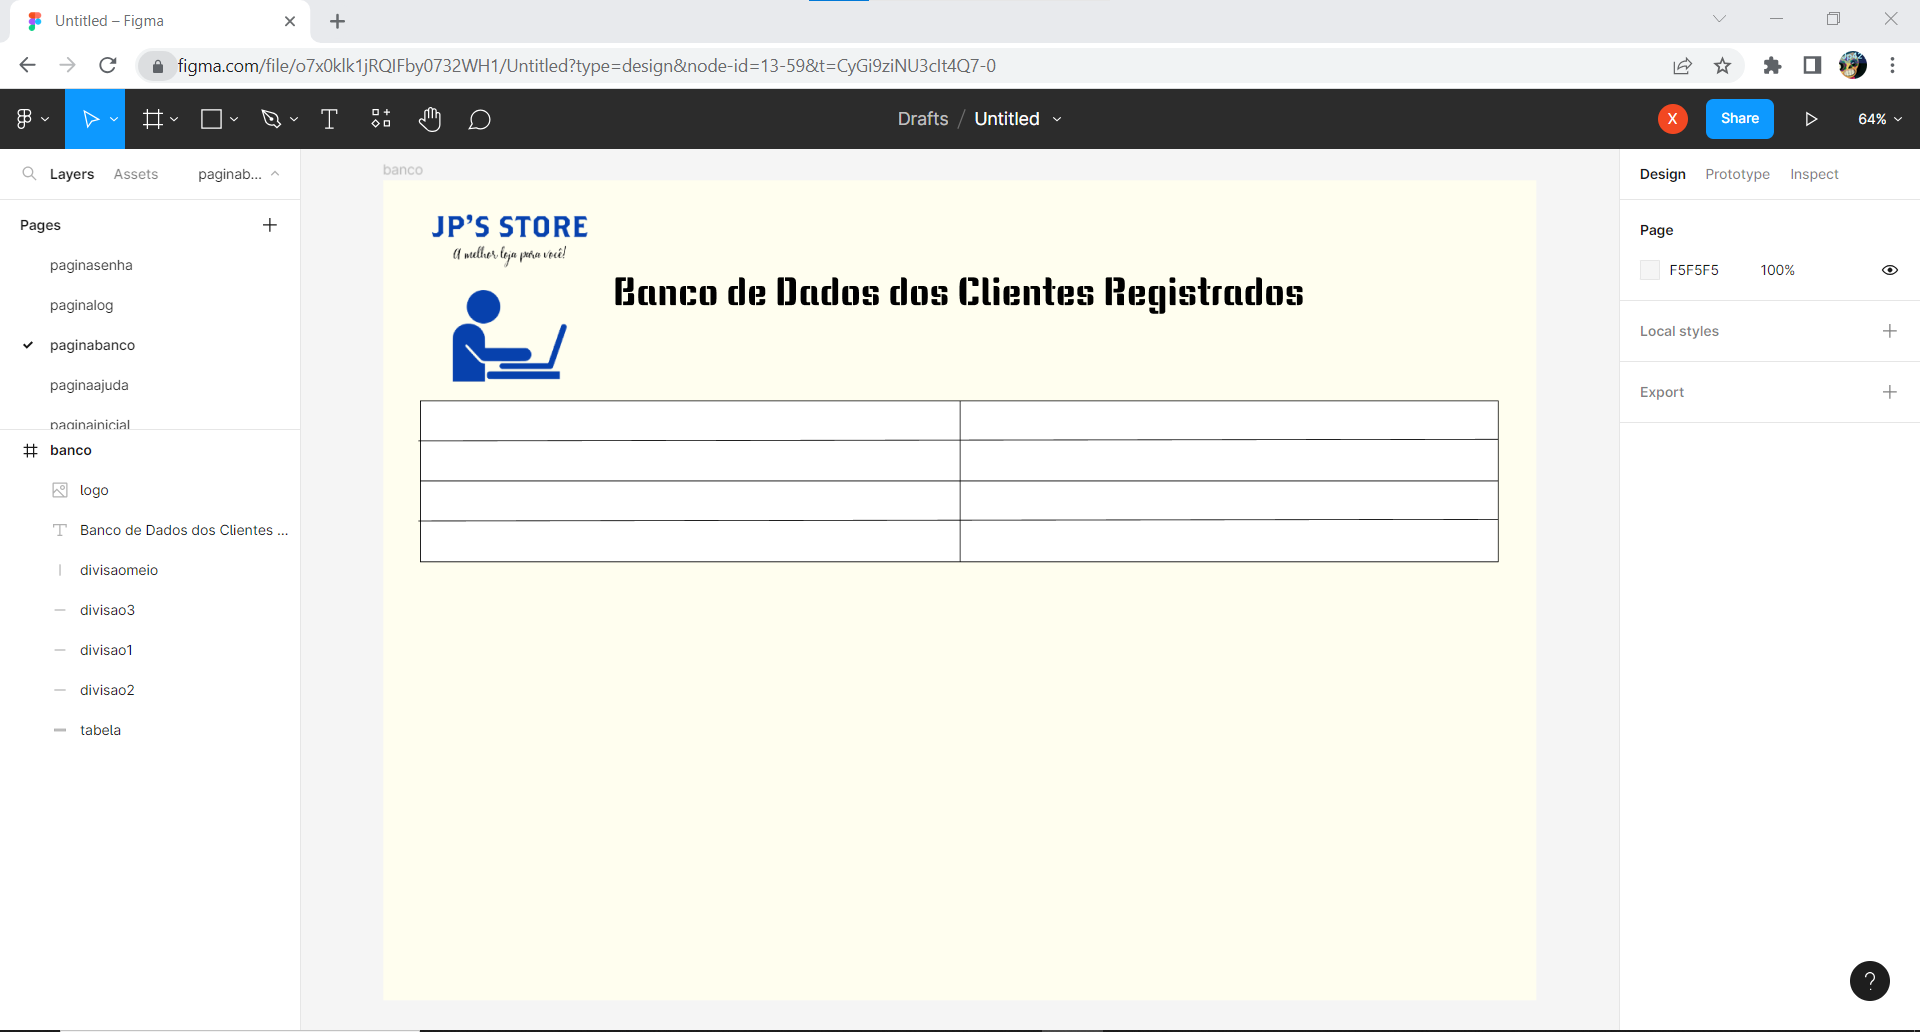 Untitled – Figma
figma.com/file/o7x0klk1jRQIFby0732WH1/Untitled?type=design&node-id=13-59&t=CyGi9ziNU3cIt4Q7-0
Drafts / Untitled
X
Share
64%
Layers
Assets
paginab...
Pages
paginasenha
paginalog
paginabanco
paginaajuda
paginainicial
banco
logo
Banco de Dados dos Clientes ...
divisaomeio
divisao3
divisao1
divisao2
tabela
banco
JP'S STORE
A melhor loja para você!
Banco de Dados dos Clientes Registrados
Design
Prototype
Inspect
Page
F5F5F5
100%
Local styles
Export
?